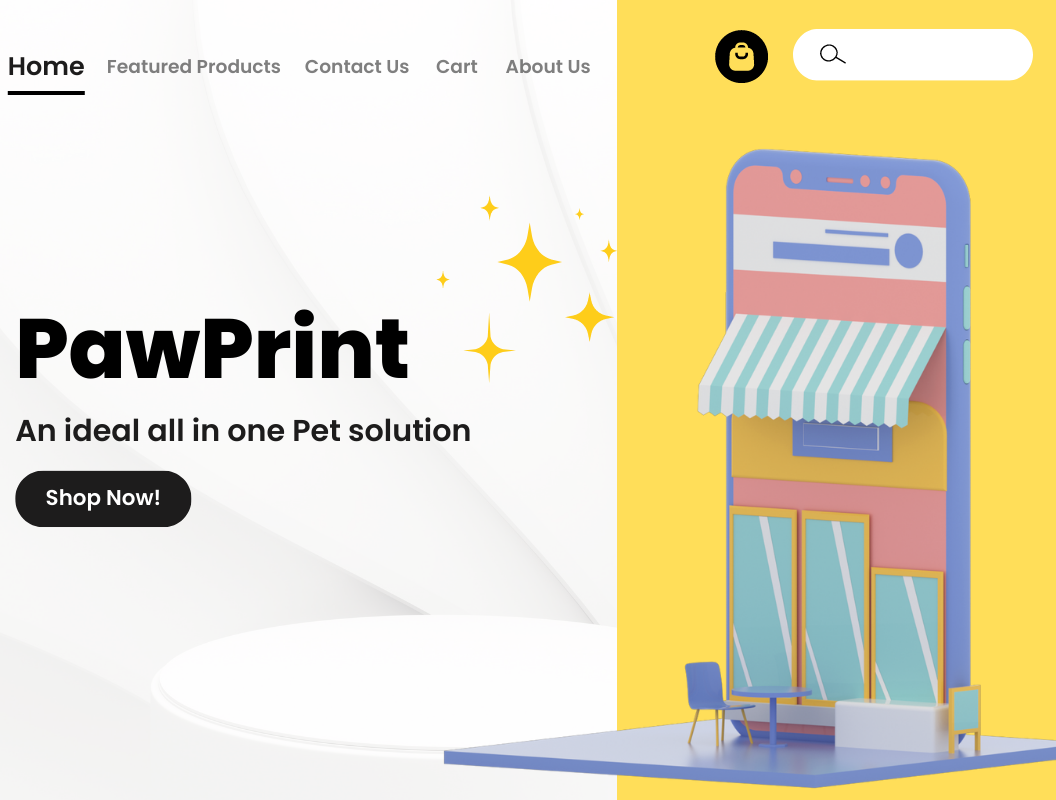 Home Featured Products Contact Us Cart About Us
PawPrint
An ideal all in one Pet solution
Shop Now!